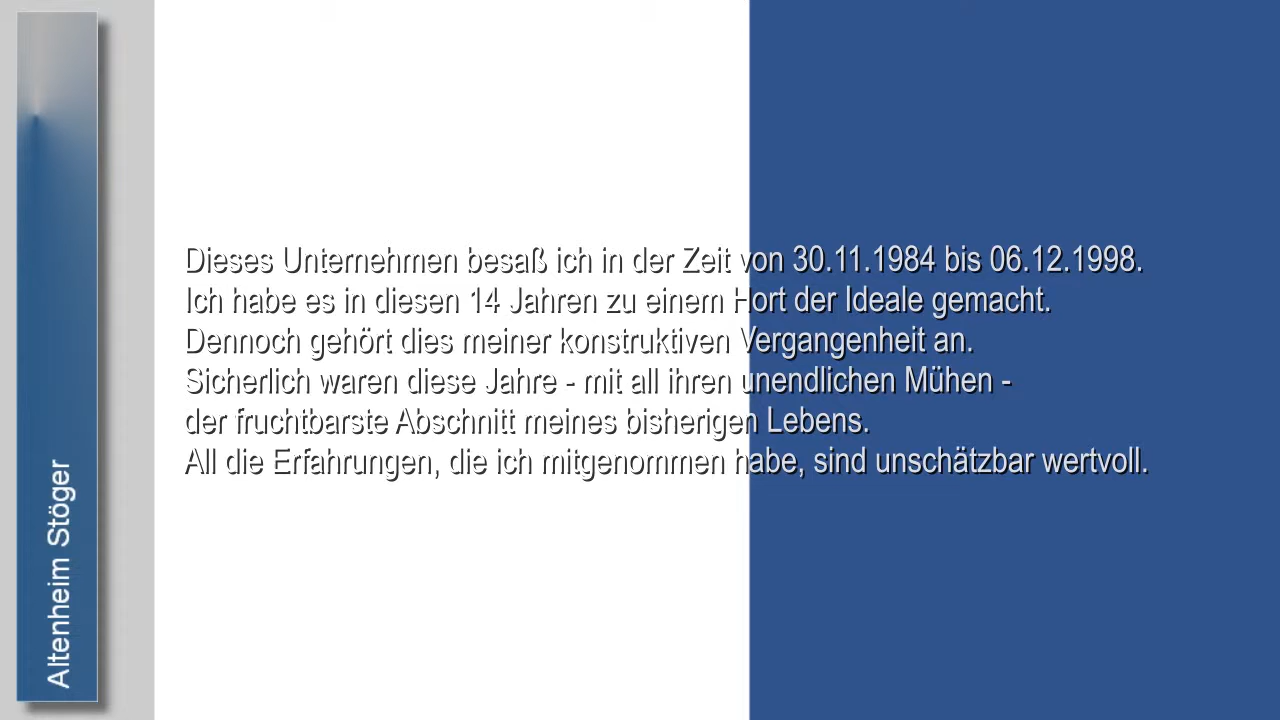 Altenheim Stöger
Dieses Unternehmen besaß ich in der Zeit von 30.11.1984 bis 06.12.1998.
Ich habe es in diesen 14 Jahren zu einem Hort der Ideale gemacht.
Dennoch gehört dies meiner konstruktiven Vergangenheit an.
Sicherlich waren diese Jahre - mit all ihren unendlichen Mühen -
der fruchtbarste Abschnitt meines bisherigen Lebens.
All die Erfahrungen, die ich mitgenommen habe, sind unschätzbar wertvoll.